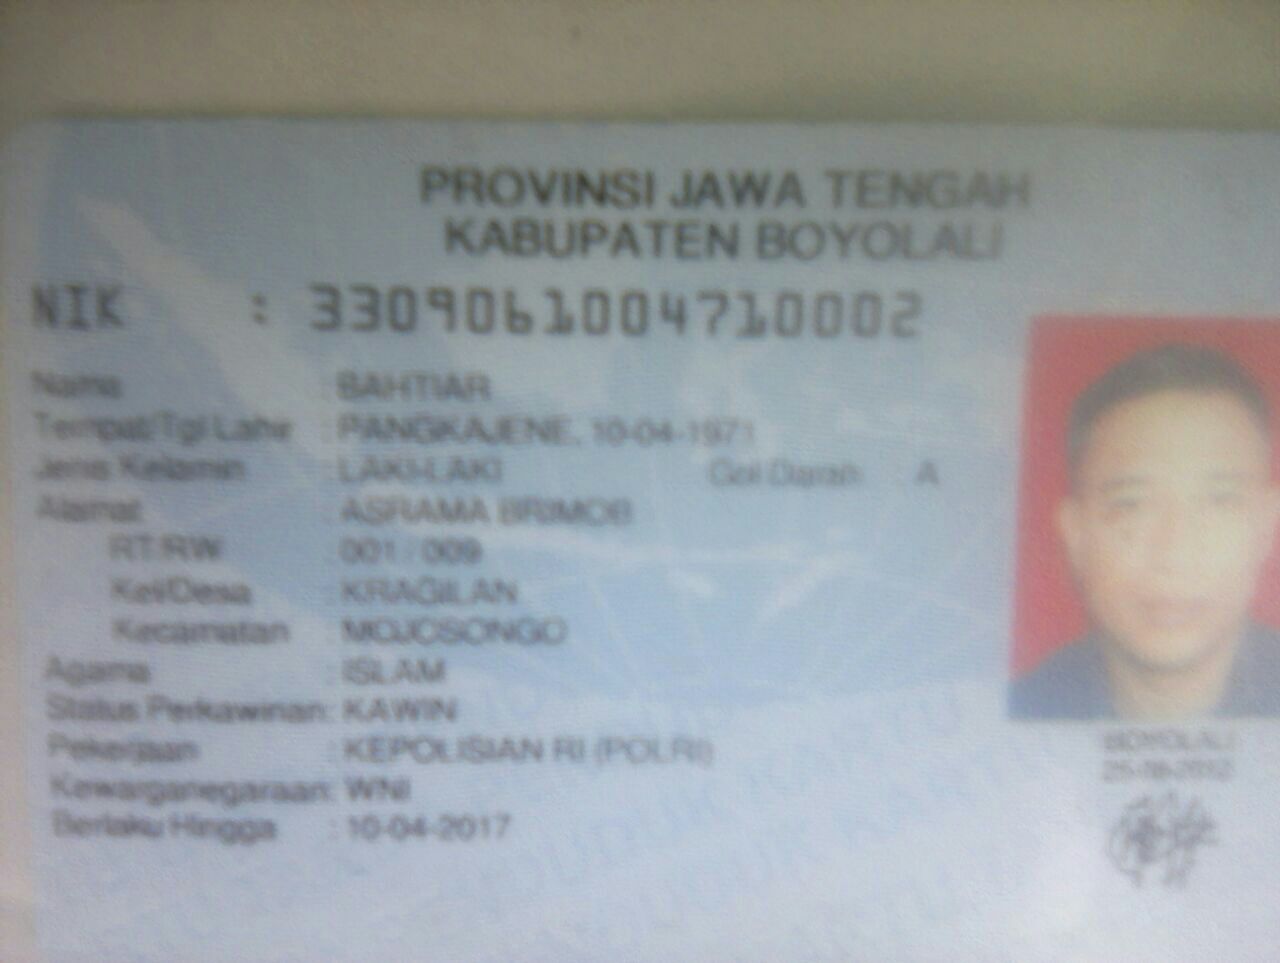 PROVINSI JAWA TENGAH
KABUPATEN BOYOLALI
NIK : 3309061004710002
Nama : BAHTIAR
Tempat/Tgl Lahir : PANGKAJENE, 10-04-1971
Jenis Kelamin : LAKI-LAKI Gol Darah : A
Alamat : ASRAMA BRIMOB
RT/RW : 001 / 009
Kel/Desa : KRAGILAN
Kecamatan : MOJOSONGO
Agama : ISLAM
Status Perkawinan: KAWIN
Pekerjaan : KEPOLISIAN RI (POLRI)
Kewarganegaraan: WNI
Berlaku Hingga : 10-04-2017
BOYOLALI